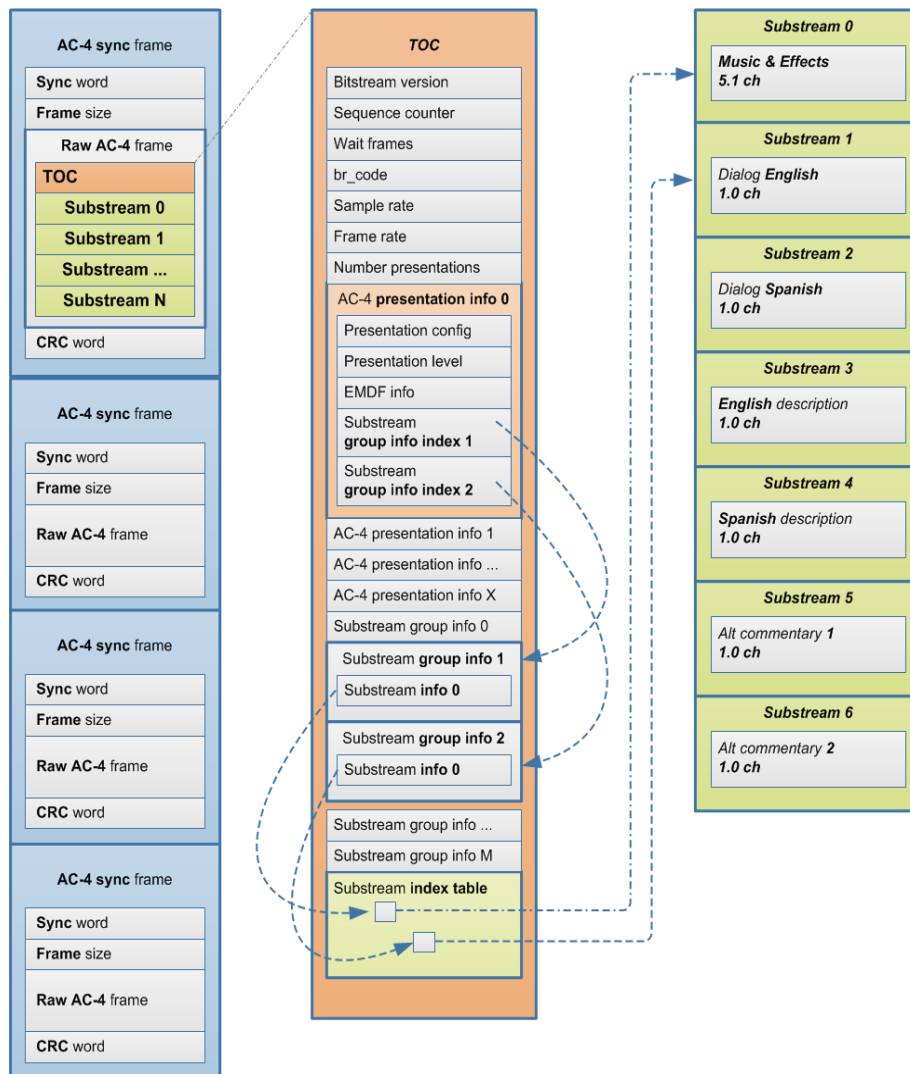 AC-4 sync frame
Sync word
Frame size
Raw AC-4 frame
TOC
Substream 0
Substream 1
Substream ...
Substream N
CRC word
AC-4 sync frame
Sync word
Frame size
Raw AC-4 frame
CRC word
AC-4 sync frame
Sync word
Frame size
Raw AC-4 frame
CRC word
AC-4 sync frame
Sync word
Frame size
Raw AC-4 frame
CRC word
TOC
Bitstream version
Sequence counter
Wait frames
br_code
Sample rate
Frame rate
Number presentations
AC-4 presentation info 0
Presentation config
Presentation level
EMDF info
Substream
group info index 1
Substream
group info index 2
AC-4 presentation info 1
AC-4 presentation info ...
AC-4 presentation info X
Substream group info 0
Substream group info 1
Substream info 0
Substream group info 2
Substream info 0
Substream group info ...
Substream group info M
Substream index table
Substream 0
Music & Effects
5.1 ch
Substream 1
Dialog English
1.0 ch
Substream 2
Dialog Spanish
1.0 ch
Substream 3
English description
1.0 ch
Substream 4
Spanish description
1.0 ch
Substream 5
Alt commentary 1
1.0 ch
Substream 6
Alt commentary 2
1.0 ch